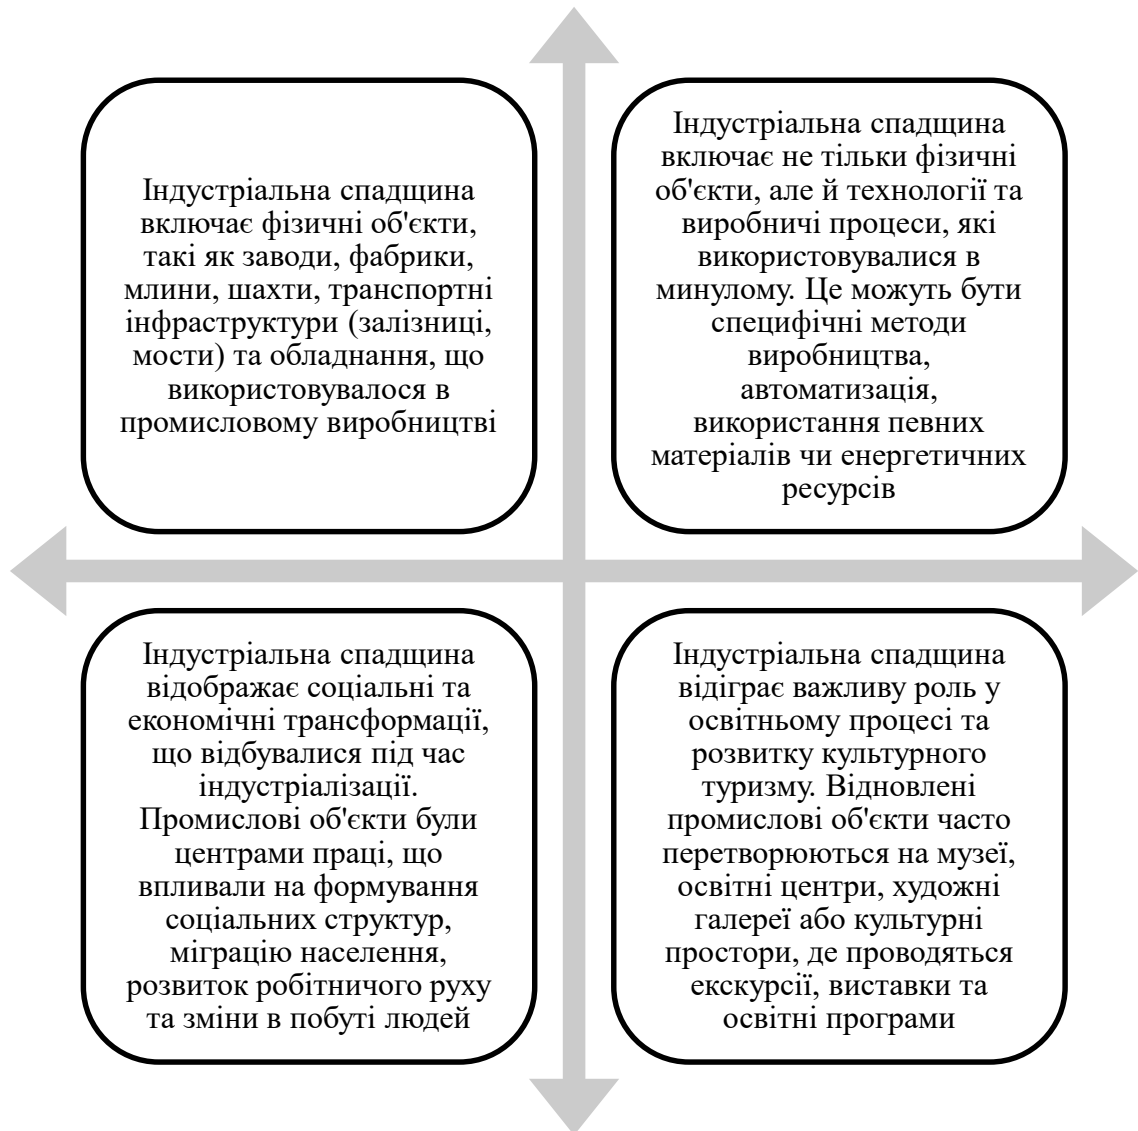 Індустріальна спадщина
включає фізичні об'єкти,
такі як заводи, фабрики,
млини, шахти, транспортні
інфраструктури (залізниці,
мости) та обладнання, що
використовувалося в
промисловому виробництві
Індустріальна спадщина
включає не тільки фізичні
об'єкти, але й технології та
виробничі процеси, які
використовувалися в
минулому. Це можуть бути
специфічні методи
виробництва,
автоматизація,
використання певних
матеріалів чи енергетичних
ресурсів
Індустріальна спадщина
відображає соціальні та
економічні трансформації,
що відбувалися під час
індустріалізації.
Промислові об'єкти були
центрами праці, що
впливали на формування
соціальних структур,
міграцію населення,
розвиток робітничого руху
та зміни в побуті людей
Індустріальна спадщина
відіграє важливу роль у
освітньому процесі та
розвитку культурного
туризму. Відновлені
промислові об'єкти часто
перетворюються на музеї,
освітні центри, художні
галереї або культурні
простори, де проводяться
екскурсії, виставки та
освітні програми